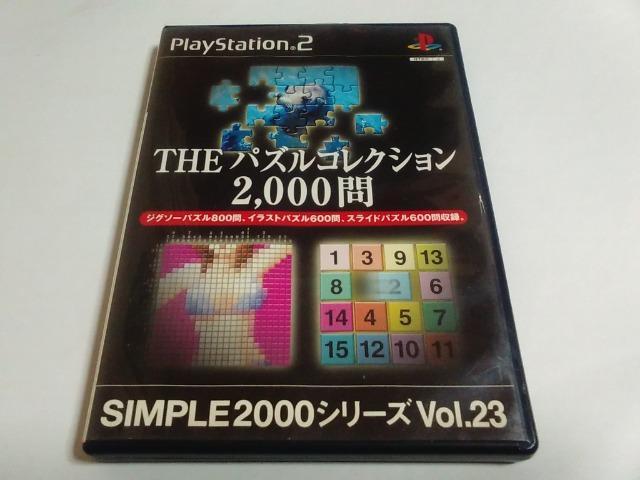 PlayStation®2
THE パズルコレクション
2,000問
ジグソーパズル800問、イラストパズル600問、スライドパズル600問収録。
1 3 9 13
8 2 6
14 4 5 7
15 12 10 11
SIMPLE2000シリーズ Vol.23